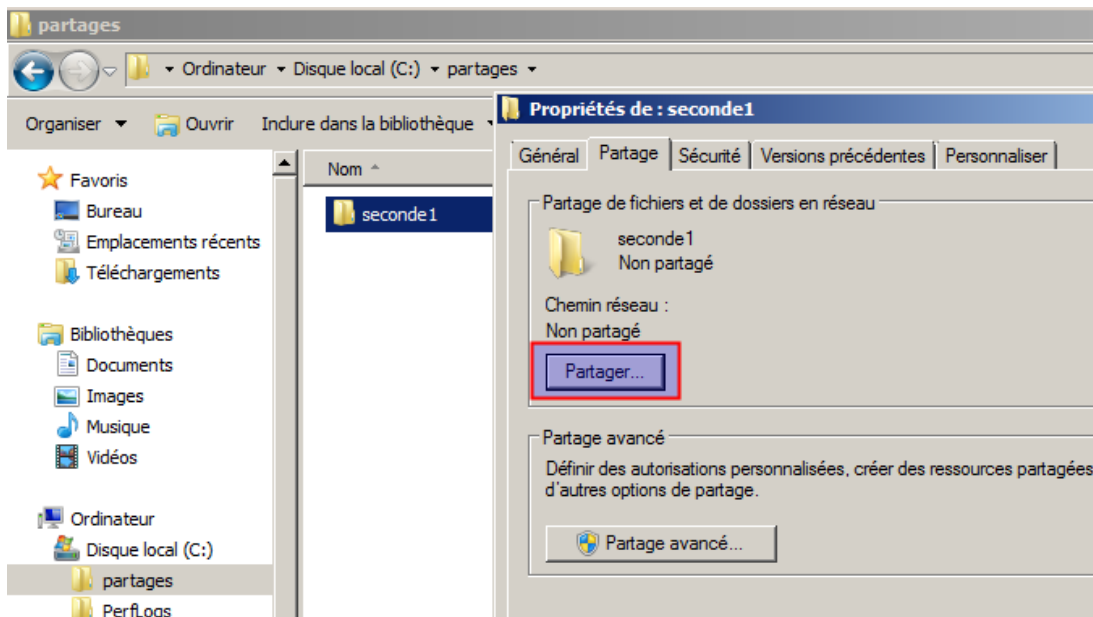 partages
Ordinateur Disque local (C:) partages
Organiser Ouvrir Inclure dans la bibliothèque
Favoris
Bureau
Emplacements récents
Téléchargements
Bibliothèques
Documents
Images
Musique
Vidéos
Ordinateur
Disque local (C:)
partages
PerfLogs
Nom
seconde1
Propriétés de : seconde1
Général Partage Sécurité Versions précédentes Personnaliser
Partage de fichiers et de dossiers en réseau
seconde1
Non partagé
Chemin réseau :
Non partagé
Partager...
Partage avancé
Définir des autorisations personnalisées, créer des ressources partagées
d'autres options de partage.
Partage avancé...